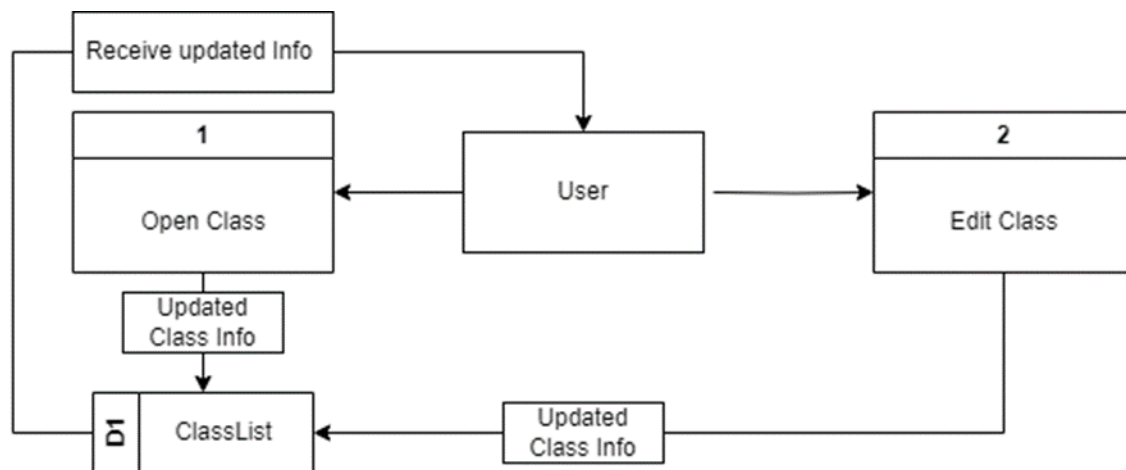 Receive updated Info
1
Open Class
User
2
Edit Class
Updated
Class Info
D1
ClassList
Updated
Class Info